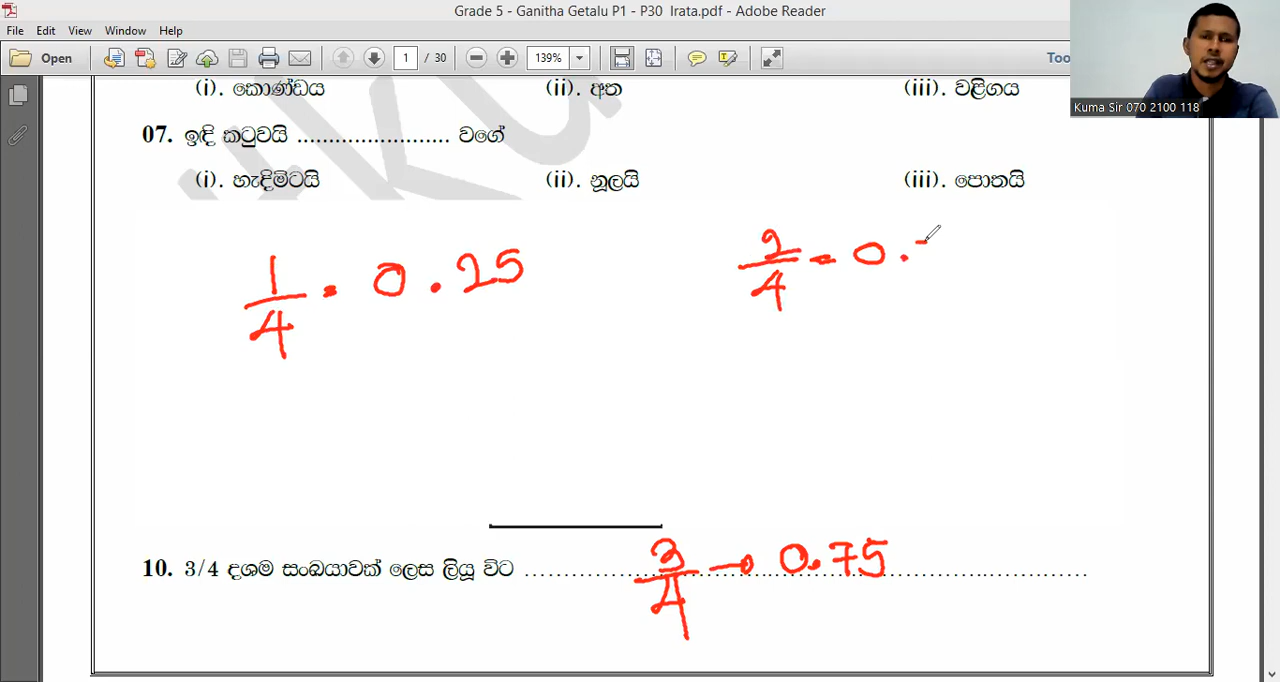 Grade 5 - Ganitha Getalu P1 - P30 Irata.pdf - Adobe Reader
File Edit View Window Help
Open 1 / 30 139% Too
Kuma Sir 070 2100 118
(i). කොණ්ඩය (ii). අත (iii). වළිගය
07. ඉඳි කටුවයි ........................ වගේ
(i). හැදිමිටයි (ii). නූලයි (iii). පොතයි
1/4 = 0.25 2/4 = 0.
10. 3/4 දශම සංඛ්‍යාවක් ලෙස ලියූ විට ........................ 3/4 → 0.75